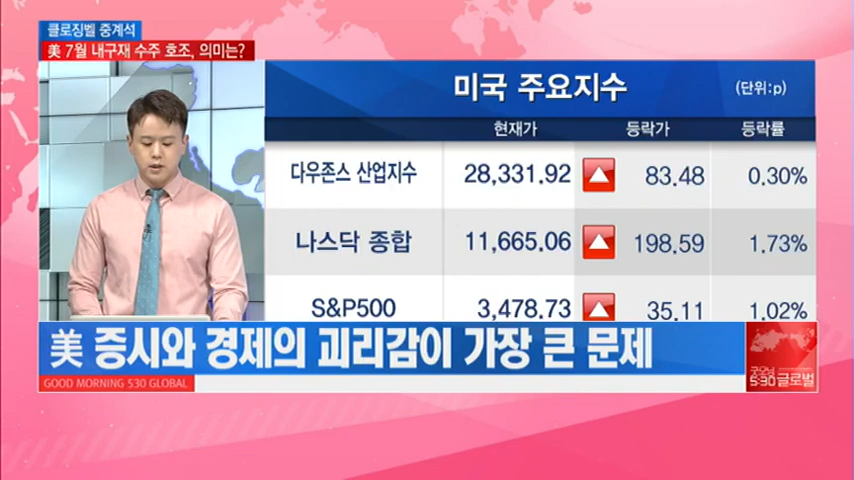 클로징벨 중계석
美 7월 내구재 수주 호조, 의미는?
미국 주요지수
(단위:p)
현재가 등락가 등락률
다우존스 산업지수 28,331.92 83.48 0.30%
나스닥 종합 11,665.06 198.59 1.73%
S&P500 3,478.73 35.11 1.02%
美 증시와 경제의 괴리감이 가장 큰 문제
GOOD MORNING 530 GLOBAL
굿모닝
5:30 글로벌